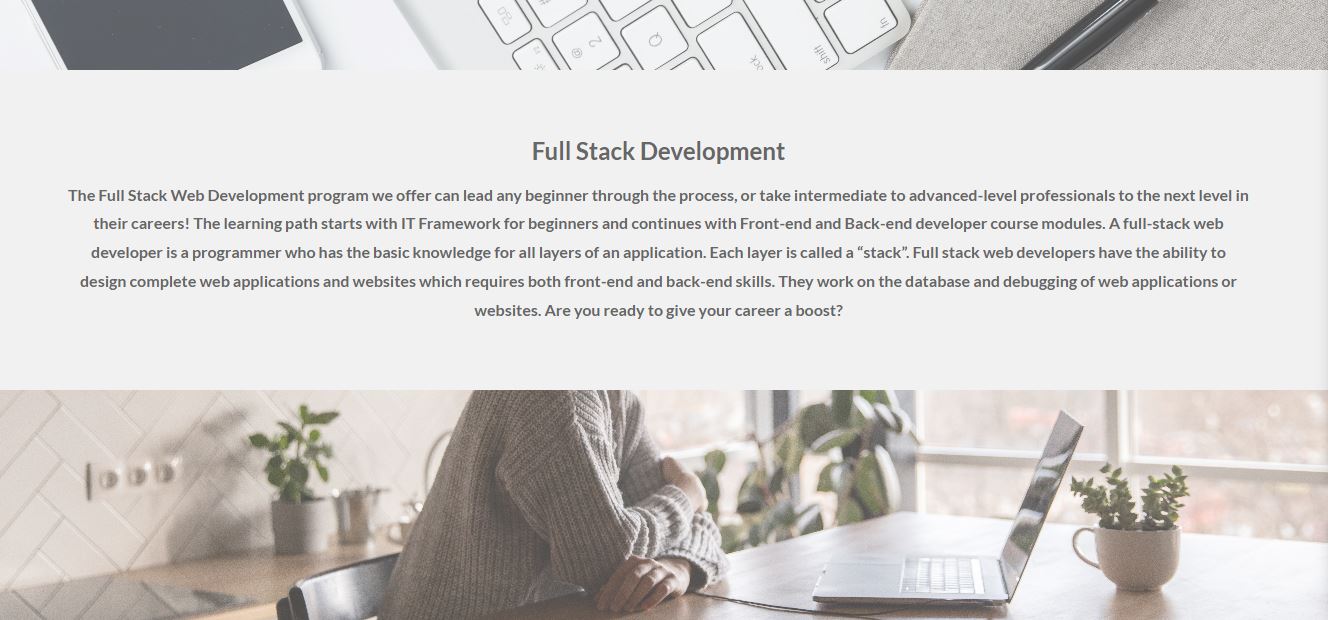 Full Stack Development
The Full Stack Web Development program we offer can lead any beginner through the process, or take intermediate to advanced-level professionals to the next level in
their careers! The learning path starts with IT Framework for beginners and continues with Front-end and Back-end developer course modules. A full-stack web
developer is a programmer who has the basic knowledge for all layers of an application. Each layer is called a “stack”. Full stack web developers have the ability to
design complete web applications and websites which requires both front-end and back-end skills. They work on the database and debugging of web applications or
websites. Are you ready to give your career a boost?